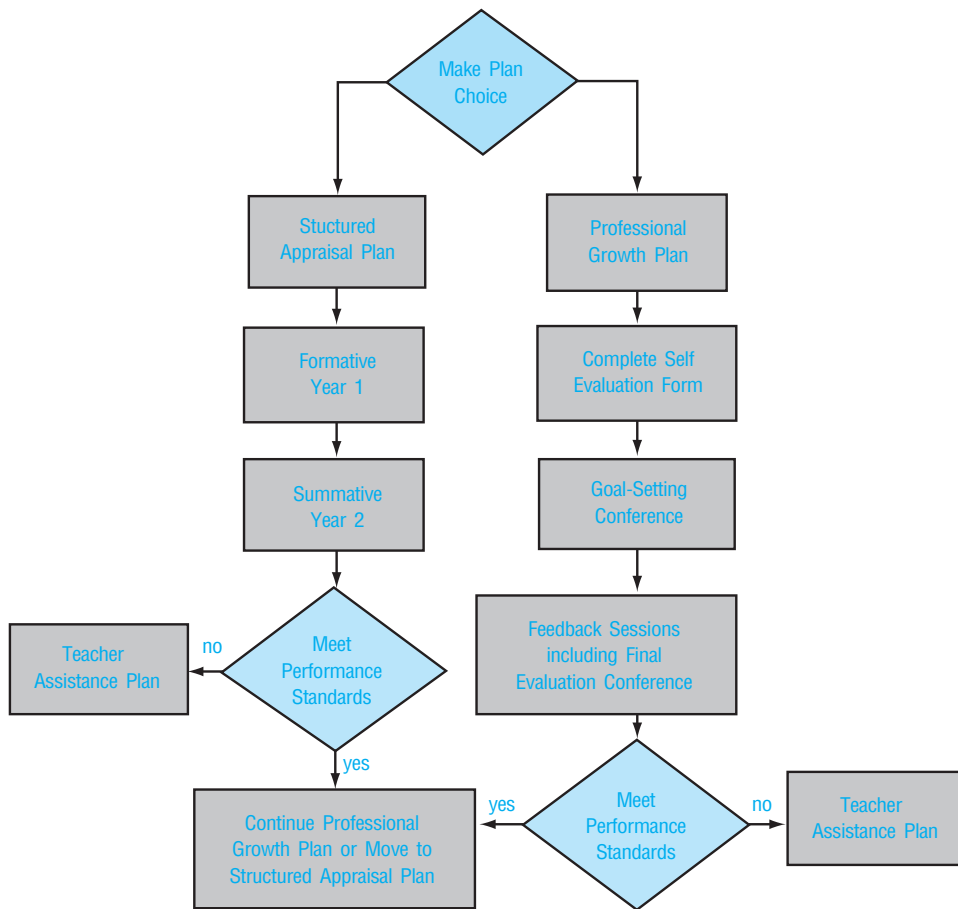 Make Plan
Choice
Stuctured
Appraisal Plan
Professional
Growth Plan
Formative
Year 1
Complete Self
Evaluation Form
Summative
Year 2
Goal-Setting
Conference
Teacher
Assistance Plan
no
Meet
Performance
Standards
Feedback Sessions
including Final
Evaluation Conference
yes
Continue Professional
Growth Plan or Move to
Structured Appraisal Plan
yes
Meet
Performance
Standards
no
Teacher
Assistance Plan